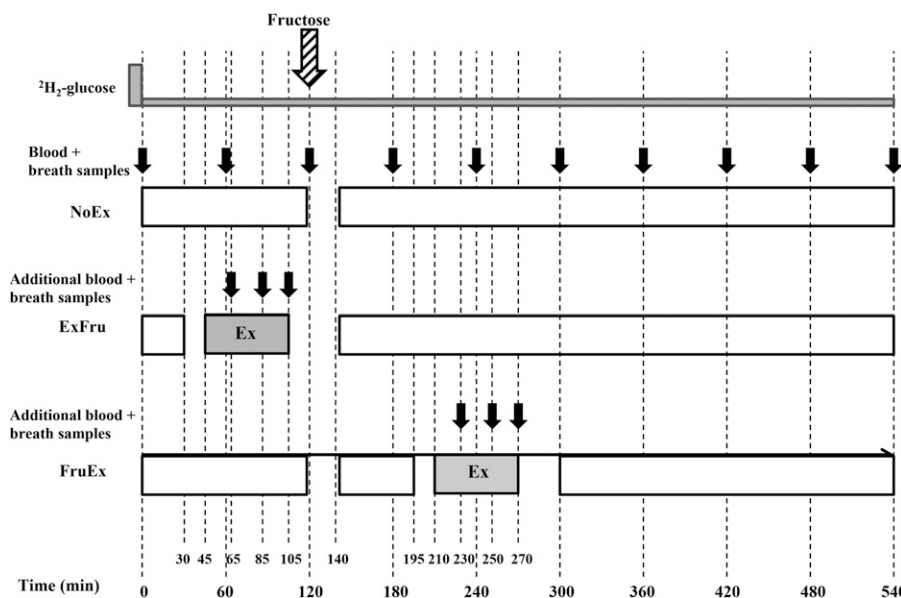 Fructose
²H₂-glucose
Blood +
breath samples
NoEx
Additional blood +
breath samples
ExFru
Ex
Additional blood +
breath samples
FruEx
Ex
30 45 65 85 105 140 195 210 230 250 270
Time (min)
0 60 120 180 240 300 360 420 480 540